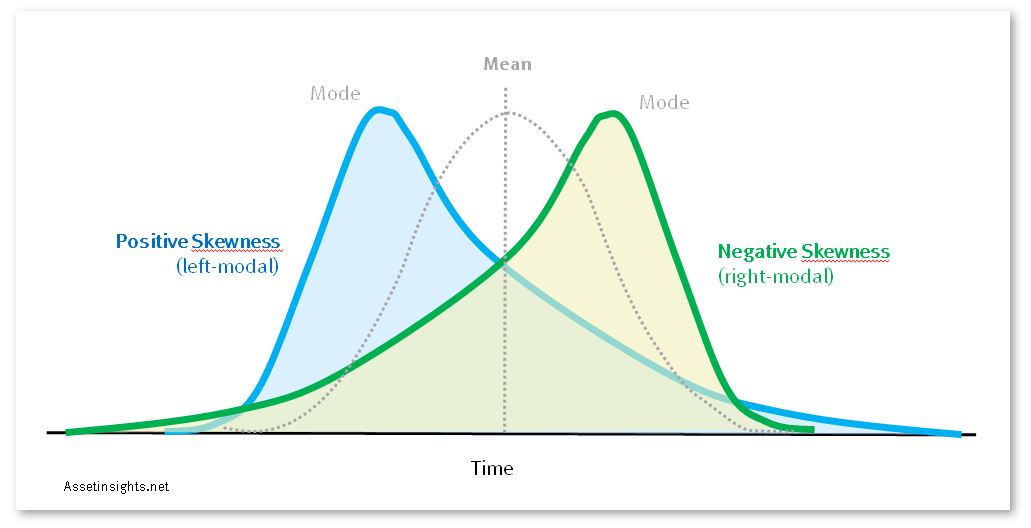 Mean
Mode
Mode
Positive Skewness
(left-modal)
Negative Skewness
(right-modal)
Time
Assetinsights.net